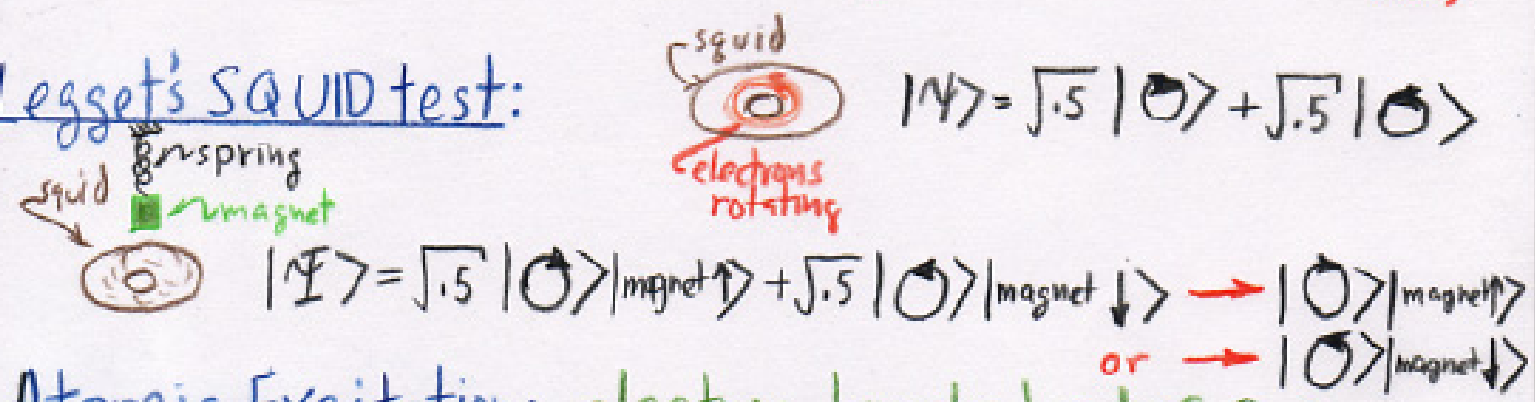 Legget's SQUID test:
squid
electrons
rotating
|Ψ> = √.5 |↻> + √.5 |↺>
spring
squid
magnet
|Ψ> = √.5 |↺>|magnet↑> + √.5 |↻>|magnet ↓> → |↺>|magnet↑>
or → |↻>|magnet↓>